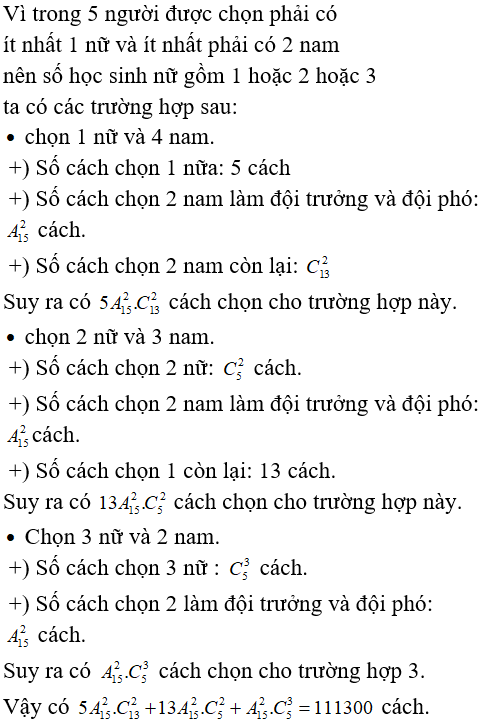 Vì trong 5 người được chọn phải có
ít nhất 1 nữ và ít nhất phải có 2 nam
nên số học sinh nữ gồm 1 hoặc 2 hoặc 3
ta có các trường hợp sau:
• chọn 1 nữ và 4 nam.
+) Số cách chọn 1 nữa: 5 cách
+) Số cách chọn 2 nam làm đội trưởng và đội phó:
$A_{15}^{2}$ cách.
+) Số cách chọn 2 nam còn lại: $C_{13}^{2}$
Suy ra có $5A_{15}^{2}.C_{13}^{2}$ cách chọn cho trường hợp này.
• chọn 2 nữ và 3 nam.
+) Số cách chọn 2 nữ: $C_{5}^{2}$ cách.
+) Số cách chọn 2 nam làm đội trưởng và đội phó:
$A_{15}^{2}$ cách.
+) Số cách chọn 1 còn lại: 13 cách.
Suy ra có $13A_{15}^{2}.C_{5}^{2}$ cách chọn cho trường hợp này.
• Chọn 3 nữ và 2 nam.
+) Số cách chọn 3 nữ : $C_{5}^{3}$ cách.
+) Số cách chọn 2 làm đội trưởng và đội phó:
$A_{15}^{2}$ cách.
Suy ra có $A_{15}^{2}.C_{5}^{3}$ cách chọn cho trường hợp 3.
Vậy có $5A_{15}^{2}.C_{13}^{2}+13A_{15}^{2}.C_{5}^{2}+A_{15}^{2}.C_{5}^{3}=111300$ cách.